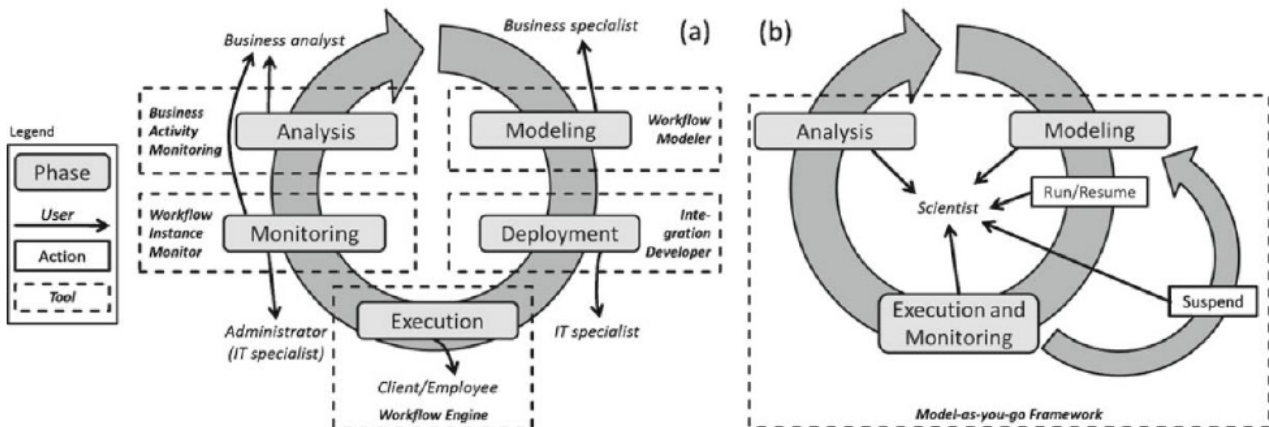 Legend
Phase
User
Action
Tool
(a)
Business analyst
Business specialist
Business
Activity
Monitoring
Analysis
Modeling
Workflow
Modeler
Workflow
Instance
Monitor
Monitoring
Deployment
Inte-
gration
Developer
Execution
Administrator
(IT specialist)
IT specialist
Client/Employee
Workflow Engine
(b)
Analysis
Modeling
Run/Resume
Scientist
Suspend
Execution and
Monitoring
Model-as-you-go Framework